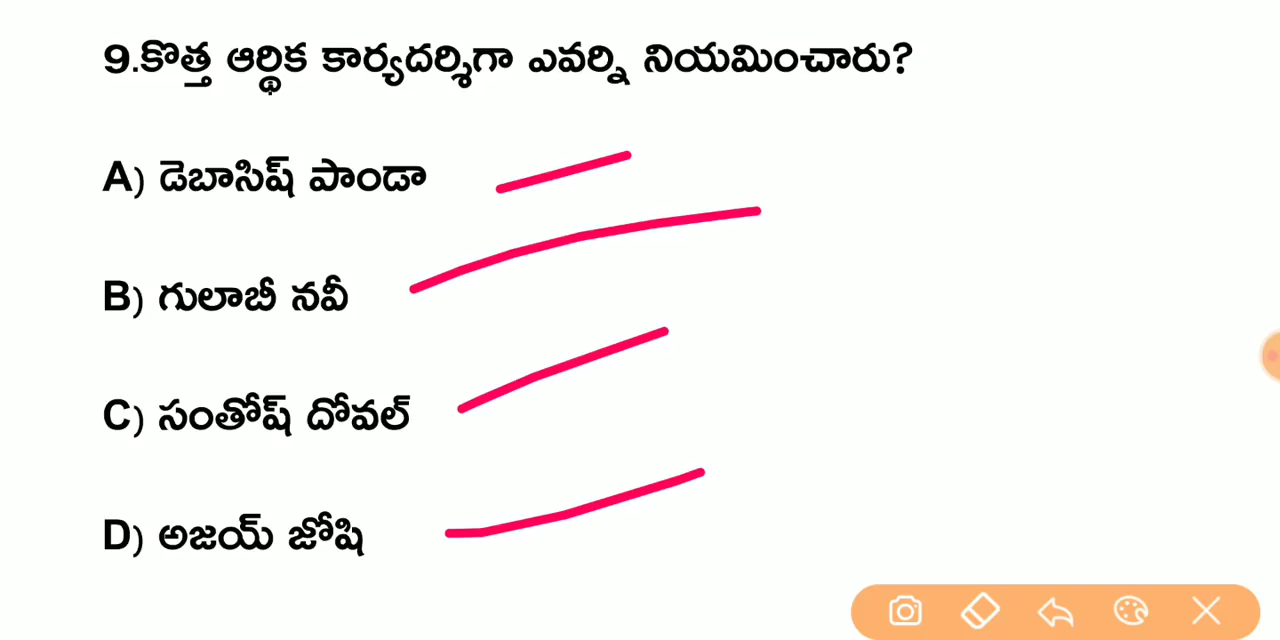 9.కొత్త ఆర్థిక కార్యదర్శిగా ఎవర్ని నియమించారు?
A) డెబాసిష్ పాండా
B) గులాబీ నవీ
C) సంతోష్ దోవల్
D) అజయ్ జోషి